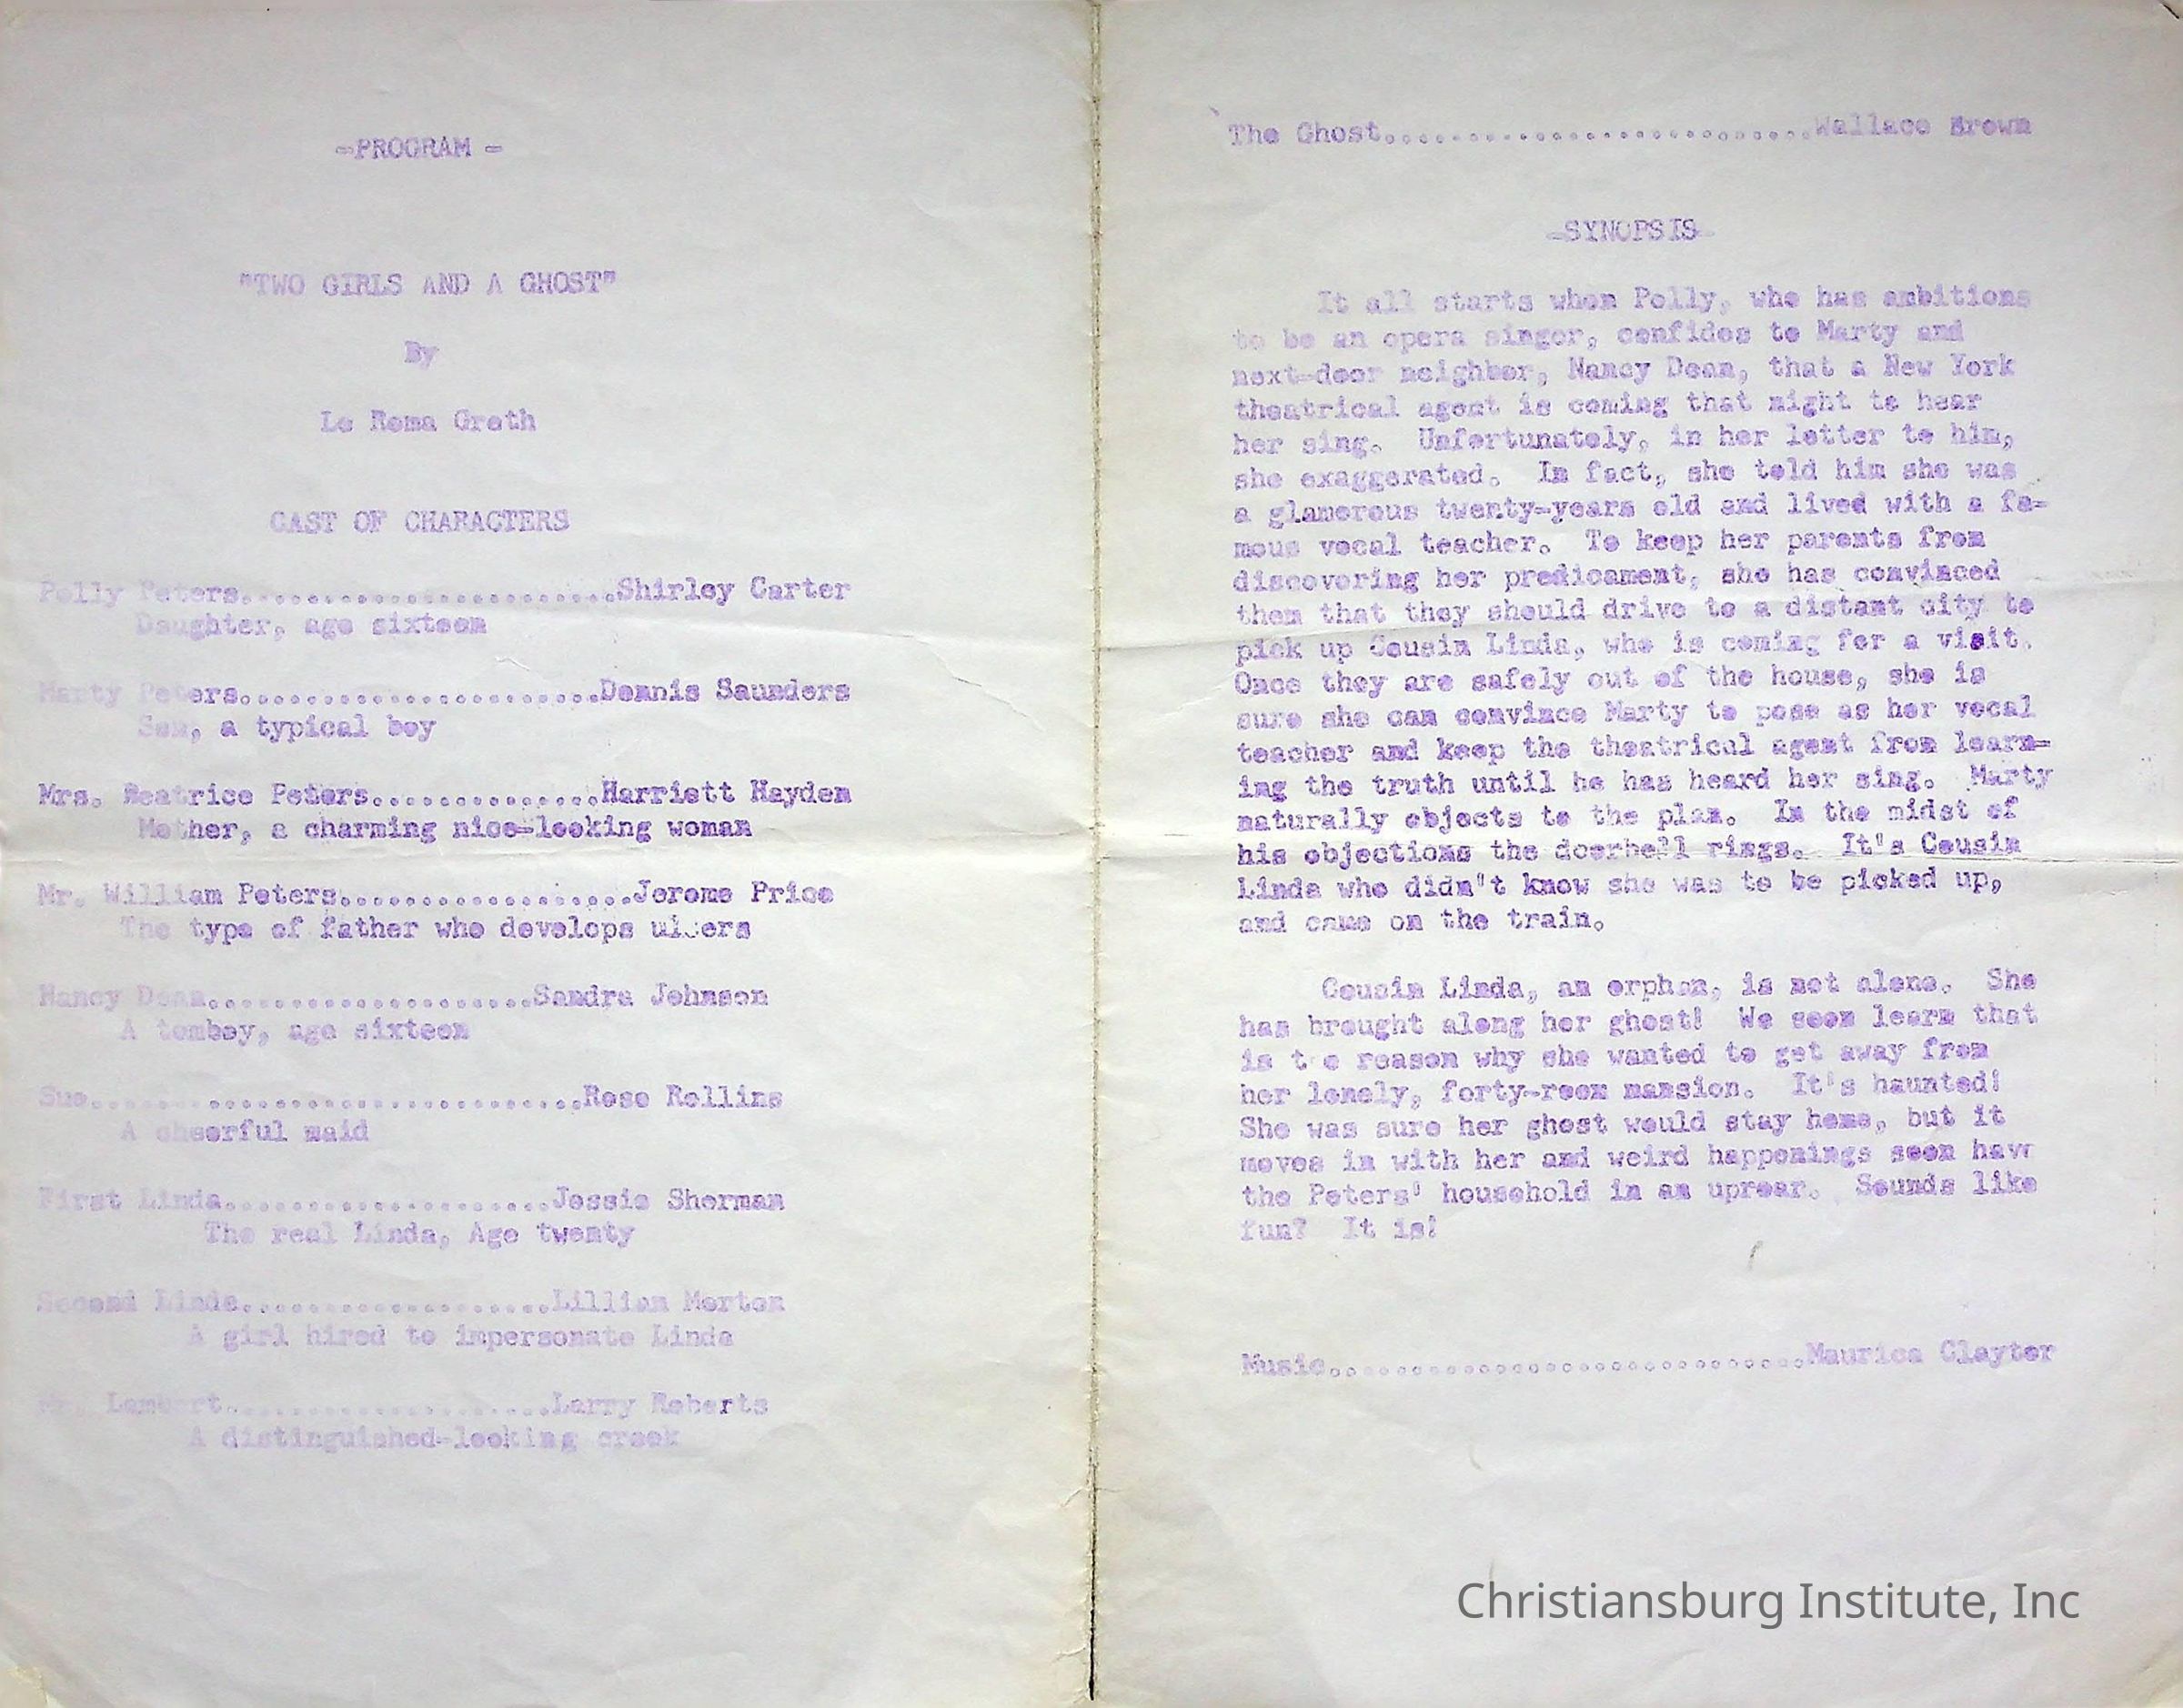 -PROGRAM -
"TWO GIRLS AND A GHOST"
By
Le Roma Greth
CAST OF CHARACTERS
Polly Peters.......................Shirley Carter
Daughter, age sixteen
Marty Peters......................Dennis Saunders
Son, a typical boy
Mrs. Beatrice Peters..............Harriett Hayden
Mother, a charming nice-looking woman
Mr. William Peters..................Jerome Price
The type of father who develops ulcers
Nancy Dean....................Sandra Johnson
A tomboy, age sixteen
Sue..............................Rose Rollins
A cheerful maid
First Linda....................Jessie Sherman
The real Linda, Age twenty
Second Linda...................Lillian Morton
A girl hired to impersonate Linda
Mr. Lambert....................Larry Roberts
A distinguished-looking crook
The Ghost..........................Wallace Brown
-SYNOPSIS-
It all starts when Polly, who has ambitions
to be an opera singer, confides to Marty and
next-door neighbor, Nancy Dean, that a New York
theatrical agent is coming that night to hear
her sing. Unfortunately, in her letter to him,
she exaggerated. In fact, she told him she was
a glamorous twenty-years old and lived with a fa-
mous vocal teacher. To keep her parents from
discovering her predicament, she has convinced
them that they should drive to a distant city to
pick up Cousin Linda, who is coming for a visit.
Once they are safely out of the house, she is
sure she can convince Marty to pose as her vocal
teacher and keep the theatrical agent from learn-
ing the truth until he has heard her sing. Marty
naturally objects to the plan. In the midst of
his objections the doorbell rings. It's Cousin
Linda who didn't know she was to be picked up,
and came on the train.
Cousin Linda, an orphan, is not alone. She
has brought along her ghost! We soon learn that
is the reason why she wanted to get away from
her lonely, forty-room mansion. It's haunted!
She was sure her ghost would stay home, but it
moves in with her and weird happenings soon have
the Peters' household in an uproar. Sounds like
fun? It is!
Music.............................Maurice Clayter
Christiansburg Institute, Inc